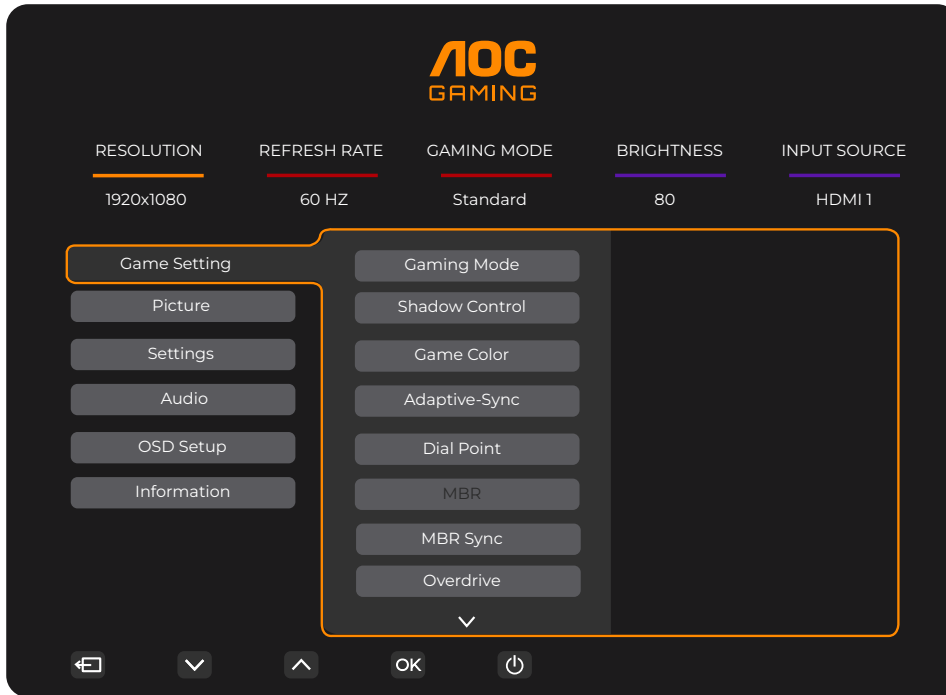 AOC
GAMING
RESOLUTION REFRESH RATE GAMING MODE BRIGHTNESS INPUT SOURCE
1920x1080 60 HZ Standard 80 HDMI 1
Game Setting
Picture
Settings
Audio
OSD Setup
Information
Gaming Mode
Shadow Control
Game Color
Adaptive-Sync
Dial Point
MBR
MBR Sync
Overdrive
OK